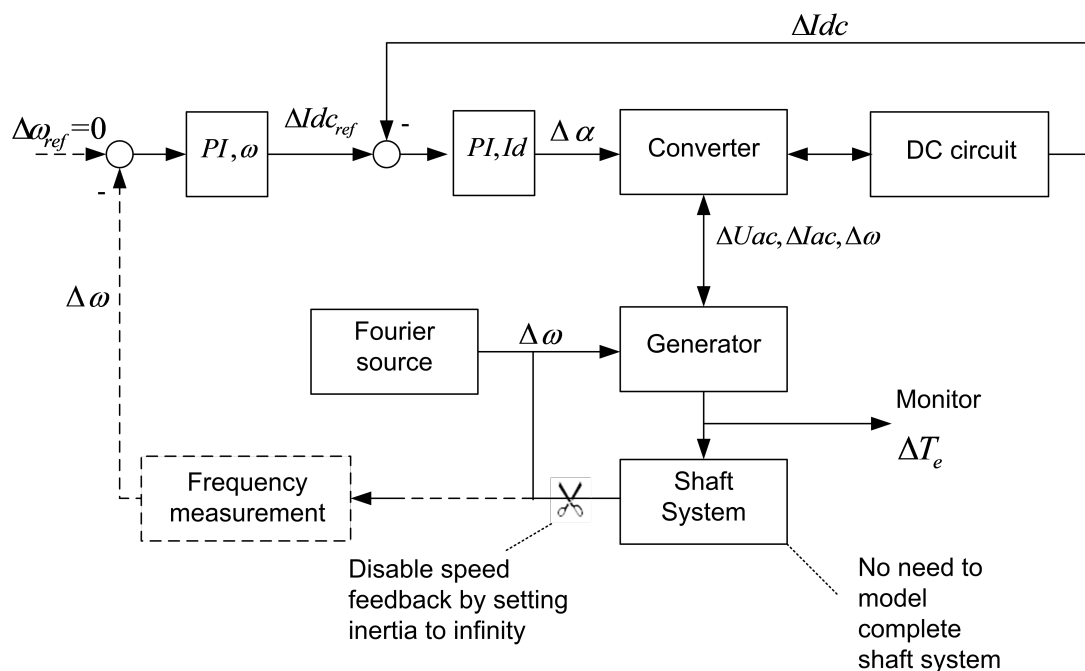 ΔIdc
Δω_ref=0
ΔIdc_ref
-
PI,ω
PI,Id
Δα
Converter
DC circuit
-
ΔUac,ΔIac,Δω
Δω
Fourier
source
Δω
Generator
Monitor
ΔT_e
Frequency
measurement
Shaft
System
Disable speed
feedback by setting
inertia to infinity
No need to
model
complete
shaft system